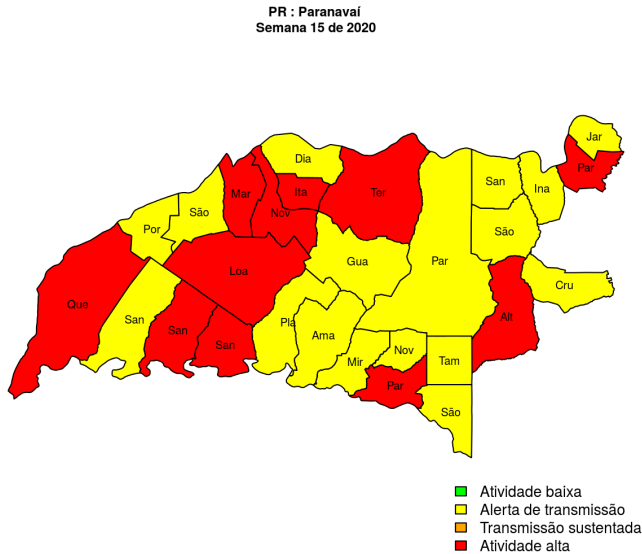 PR : Paranavaí
Semana 15 de 2020
Jar
Dia
Par
Mar
Ita
Ter
San
Ina
São
Nov
Por
São
Gua
Par
Loa
Cru
Que
San
San
Pla
Alt
Ama
San
Nov
Mir
Tam
Par
São
Atividade baixa
Alerta de transmissão
Transmissão sustentada
Atividade alta